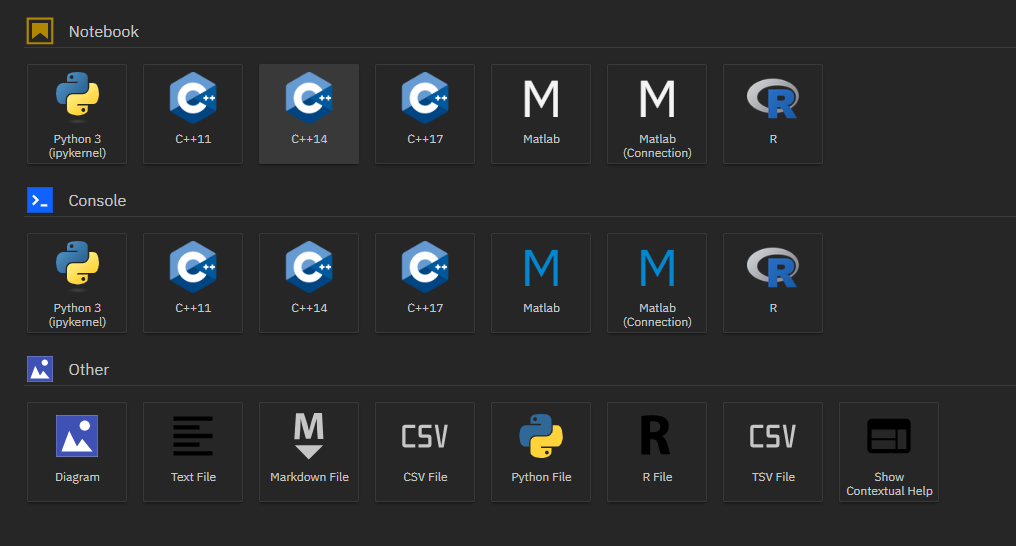 Notebook
Python 3
(ipykernel)
C++11
C++14
C++17
Matlab
Matlab
(Connection)
R
Console
Python 3
(ipykernel)
C++11
C++14
C++17
Matlab
Matlab
(Connection)
R
Other
Diagram
Text File
Markdown File
CSV
CSV File
Python File
R File
CSV
TSV File
Show
Contextual Help